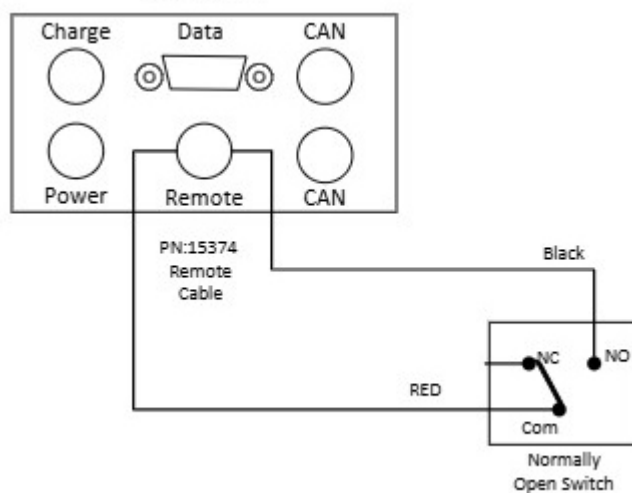 Charge Data CAN
Power Remote CAN
PN:15374
Remote
Cable
Black
NC NO
RED
Com
Normally
Open Switch